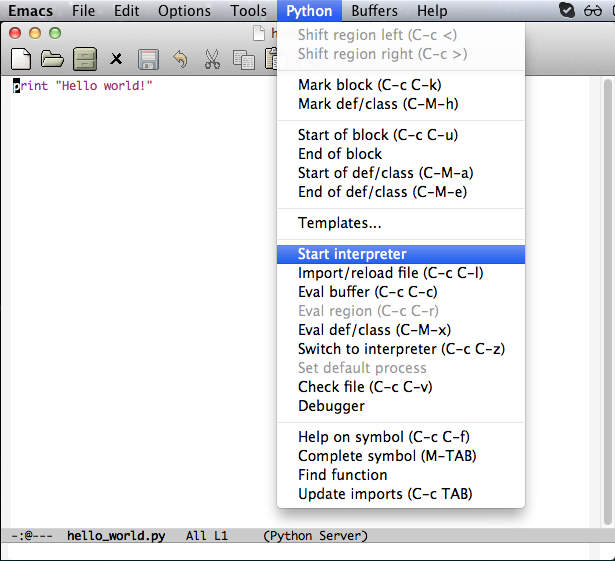 Emacs File Edit Options Tools Python Buffers Help
h
print "Hello world!"
Shift region left (C-c <)
Shift region right (C-c >)
Mark block (C-c C-k)
Mark def/class (C-M-h)
Start of block (C-c C-u)
End of block
Start of def/class (C-M-a)
End of def/class (C-M-e)
Templates...
Start interpreter
Import/reload file (C-c C-l)
Eval buffer (C-c C-c)
Eval region (C-c C-r)
Eval def/class (C-M-x)
Switch to interpreter (C-c C-z)
Set default process
Check file (C-c C-v)
Debugger
Help on symbol (C-c C-f)
Complete symbol (M-TAB)
Find function
Update imports (C-c TAB)
-:@--- hello_world.py All L1 (Python Server)